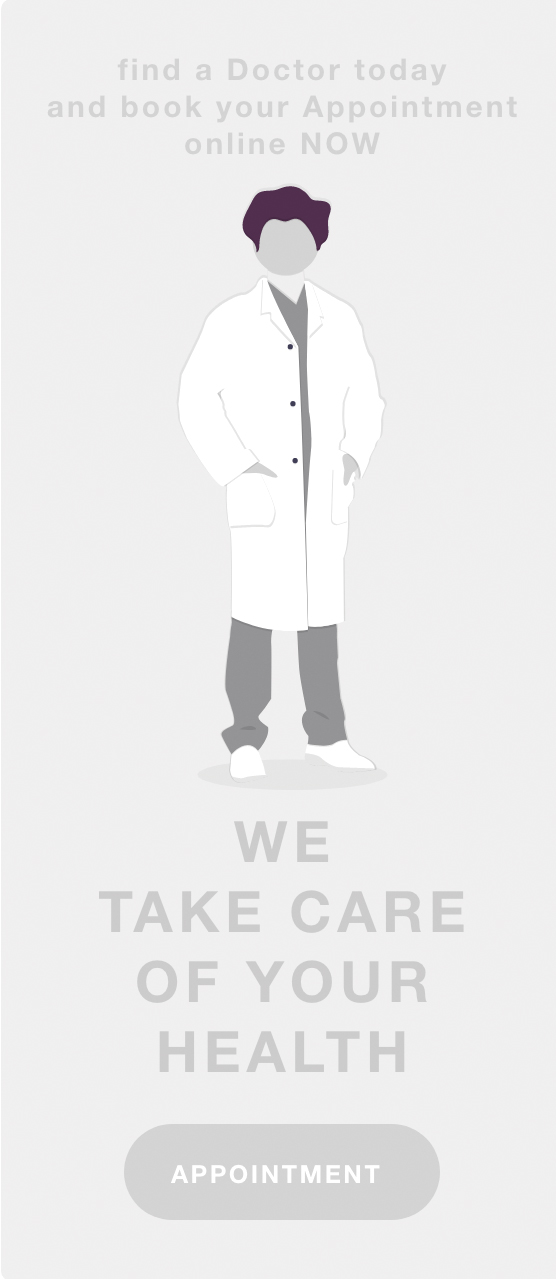 find a Doctor today
and book your Appointment
online NOW
WE
TAKE CARE
OF YOUR
HEALTH
APPOINTMENT